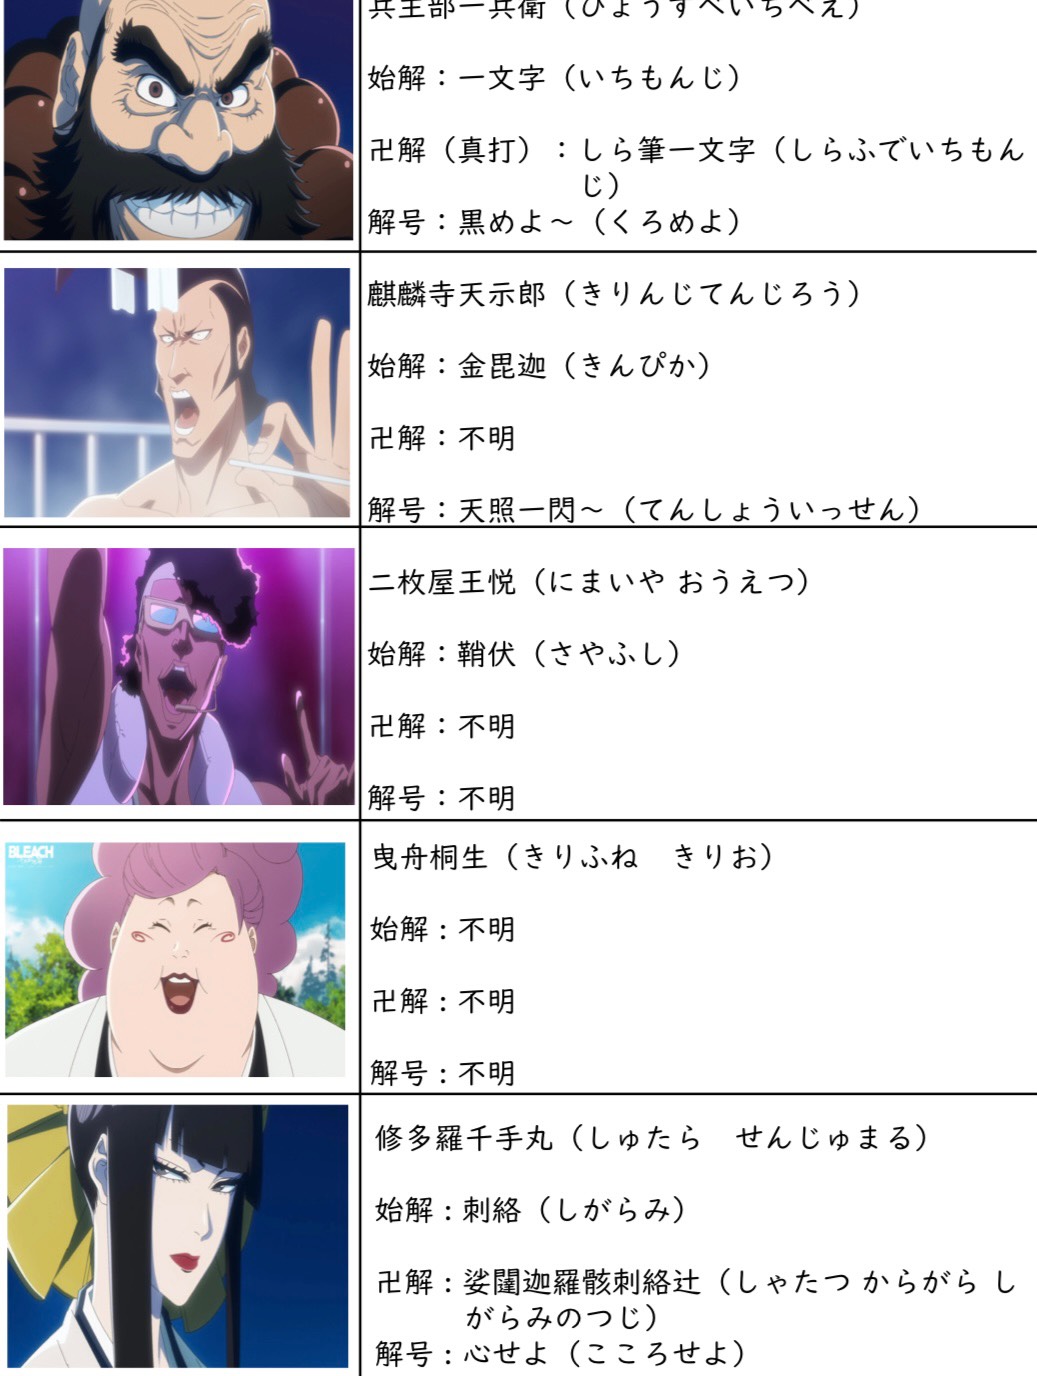 兵主部一兵衛（ひょうすべいちべえ）
始解：一文字（いちもんじ）
卍解（真打）：しら筆一文字（しらふでいちもん
じ）
解号：黒めよ～（くろめよ）
麒麟寺天示郎（きりんじてんじろう）
始解：金毘迦（きんぴか）
卍解：不明
解号：天照一閃～（てんしょういっせん）
二枚屋王悦（にまいや おうえつ）
始解：鞘伏（さやふし）
卍解：不明
解号：不明
BLEACH
曳舟桐生（きりふね　きりお）
始解：不明
卍解：不明
解号：不明
修多羅千手丸（しゅたら　せんじゅまる）
始解：刺絡（しがらみ）
卍解：娑闥迦羅骸刺絡辻（しゃたつ からがら し
がらみのつじ）
解号：心せよ（こころせよ）